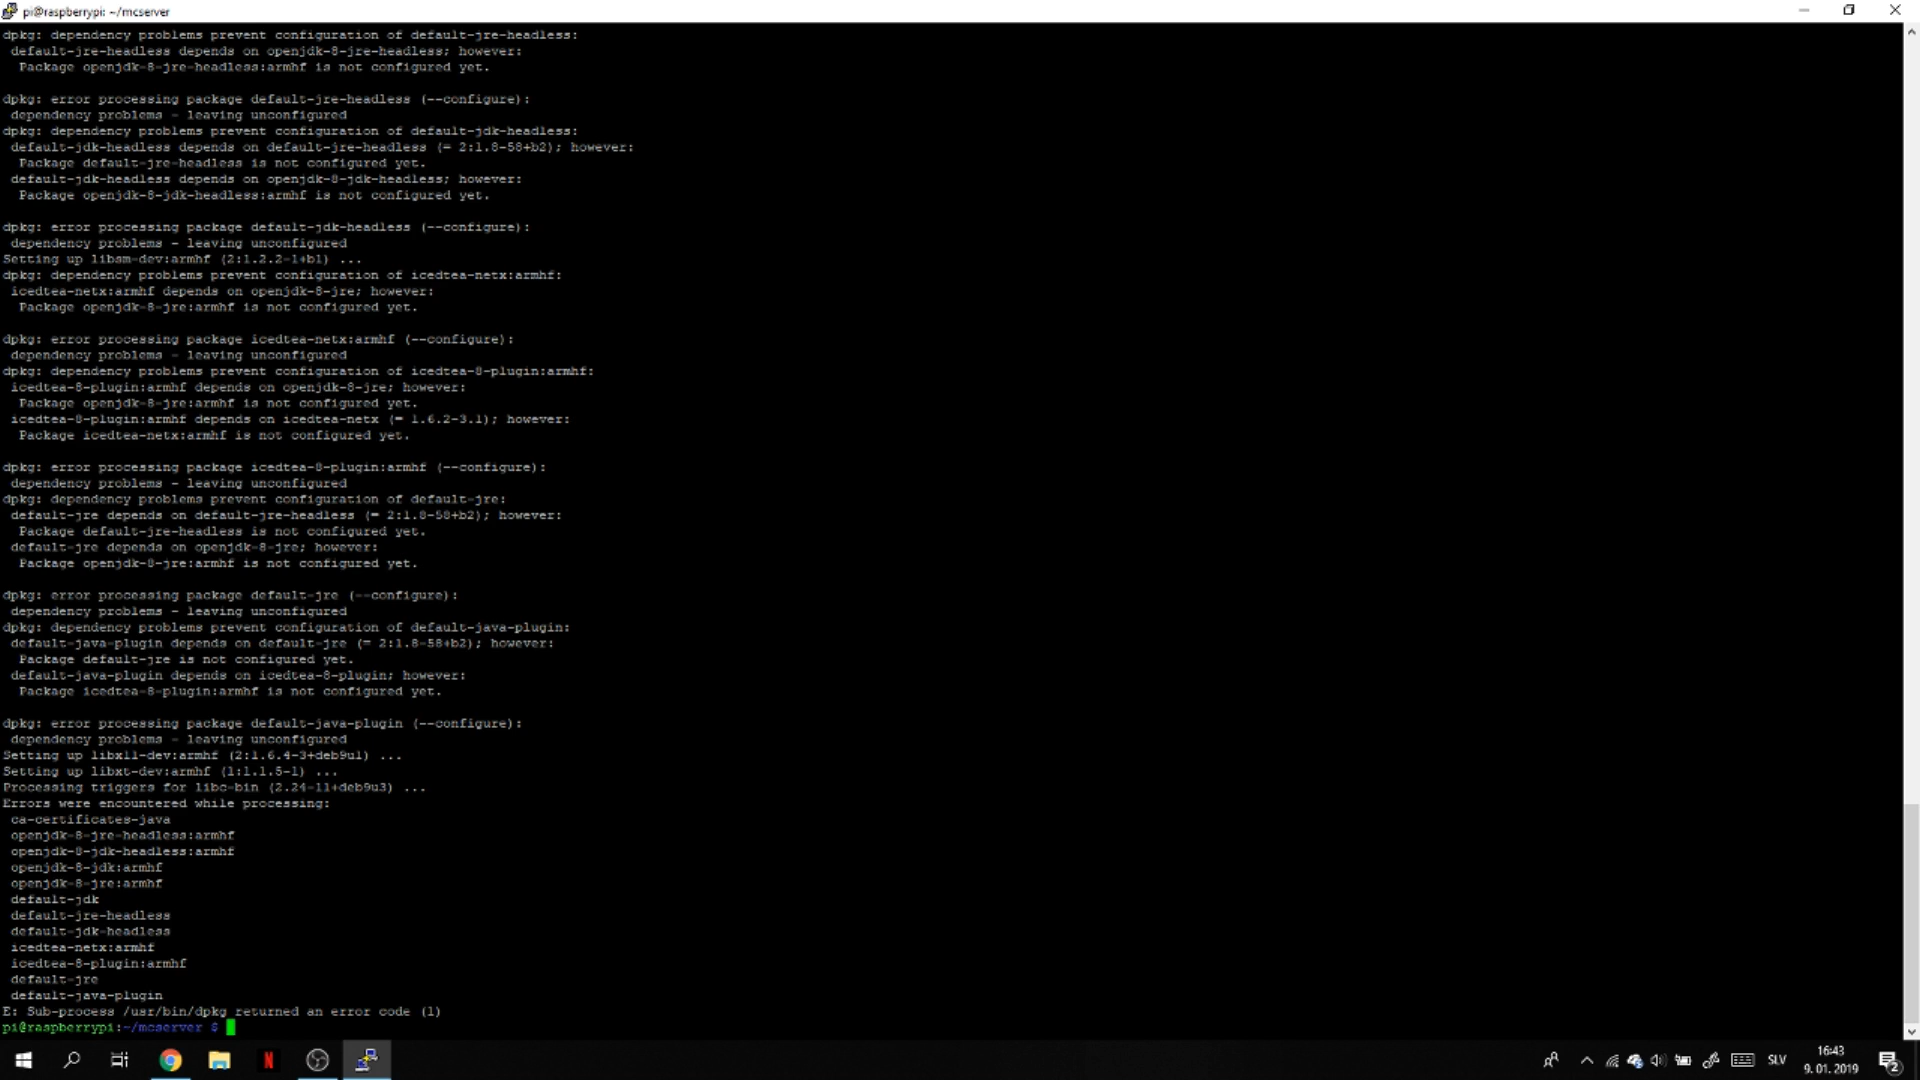 pi@raspberrypi: ~/mcserver
dpkg: dependency problems prevent configuration of default-jre-headless:
 default-jre-headless depends on openjdk-8-jre-headless; however:
  Package openjdk-8-jre-headless:armhf is not configured yet.

dpkg: error processing package default-jre-headless (--configure):
 dependency problems - leaving unconfigured
dpkg: dependency problems prevent configuration of default-jdk-headless:
 default-jdk-headless depends on default-jre-headless (= 2:1.8-58+b2); however:
  Package default-jre-headless is not configured yet.
 default-jdk-headless depends on openjdk-8-jdk-headless; however:
  Package openjdk-8-jdk-headless:armhf is not configured yet.

dpkg: error processing package default-jdk-headless (--configure):
 dependency problems - leaving unconfigured
Setting up libsm-dev:armhf (2:1.2.2-1+b1) ...
dpkg: dependency problems prevent configuration of icedtea-netx:armhf:
 icedtea-netx:armhf depends on openjdk-8-jre; however:
  Package openjdk-8-jre:armhf is not configured yet.

dpkg: error processing package icedtea-netx:armhf (--configure):
 dependency problems - leaving unconfigured
dpkg: dependency problems prevent configuration of icedtea-8-plugin:armhf:
 icedtea-8-plugin:armhf depends on openjdk-8-jre; however:
  Package openjdk-8-jre:armhf is not configured yet.
 icedtea-8-plugin:armhf depends on icedtea-netx (= 1.6.2-3.1); however:
  Package icedtea-netx:armhf is not configured yet.

dpkg: error processing package icedtea-8-plugin:armhf (--configure):
 dependency problems - leaving unconfigured
dpkg: dependency problems prevent configuration of default-jre:
 default-jre depends on default-jre-headless (= 2:1.8-58+b2); however:
  Package default-jre-headless is not configured yet.
 default-jre depends on openjdk-8-jre; however:
  Package openjdk-8-jre:armhf is not configured yet.

dpkg: error processing package default-jre (--configure):
 dependency problems - leaving unconfigured
dpkg: dependency problems prevent configuration of default-java-plugin:
 default-java-plugin depends on default-jre (= 2:1.8-58+b2); however:
  Package default-jre is not configured yet.
 default-java-plugin depends on icedtea-8-plugin; however:
  Package icedtea-8-plugin:armhf is not configured yet.

dpkg: error processing package default-java-plugin (--configure):
 dependency problems - leaving unconfigured
Setting up libx11-dev:armhf (2:1.6.4-3+deb9u1) ...
Setting up libxt-dev:armhf (1:1.1.5-1) ...
Processing triggers for libc-bin (2.24-11+deb9u3) ...
Errors were encountered while processing:
 ca-certificates-java
 openjdk-8-jre-headless:armhf
 openjdk-8-jdk-headless:armhf
 openjdk-8-jdk:armhf
 openjdk-8-jre:armhf
 default-jdk
 default-jre-headless
 default-jdk-headless
 icedtea-netx:armhf
 icedtea-8-plugin:armhf
 default-jre
 default-java-plugin
E: Sub-process /usr/bin/dpkg returned an error code (1)
pi@raspberrypi:~/mcserver $
N
SLV
16:43
9. 01. 2019
2